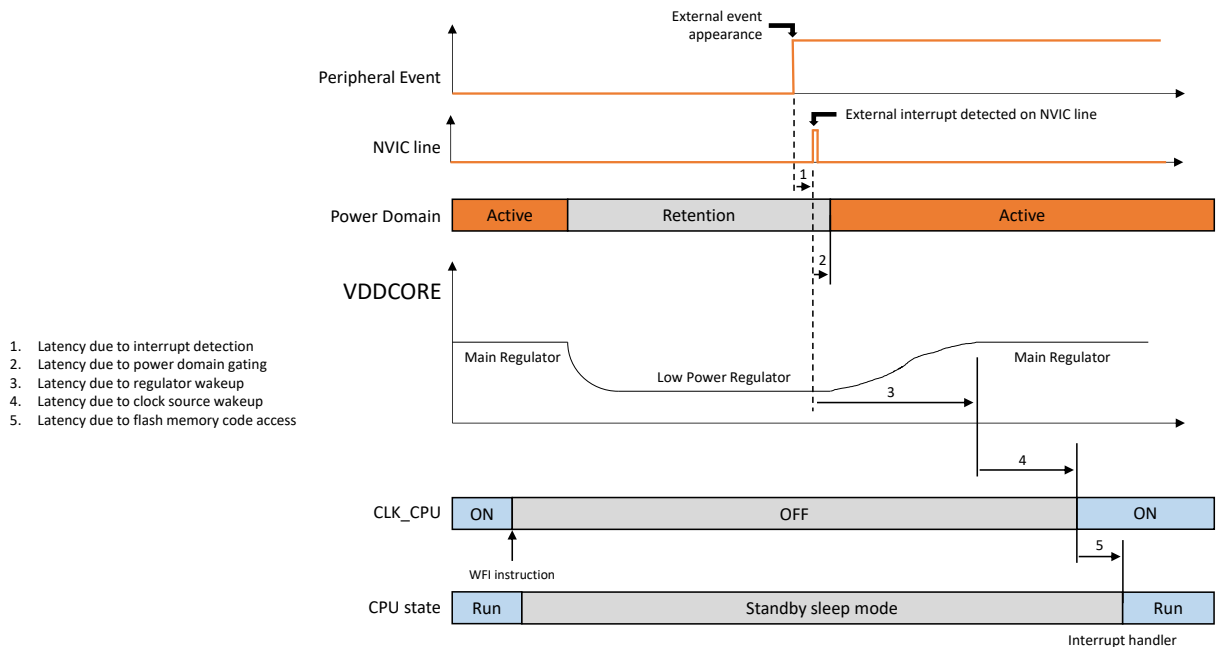 External event
appearance
Peripheral Event
External interrupt detected on NVIC line
NVIC line
1
Power Domain
Active
Retention
Active
2
VDDCORE
1. Latency due to interrupt detection
2. Latency due to power domain gating
3. Latency due to regulator wakeup
4. Latency due to clock source wakeup
5. Latency due to flash memory code access
Main Regulator
Low Power Regulator
Main Regulator
3
4
CLK_CPU
ON
OFF
ON
5
WFI instruction
CPU state
Run
Standby sleep mode
Run
Interrupt handler